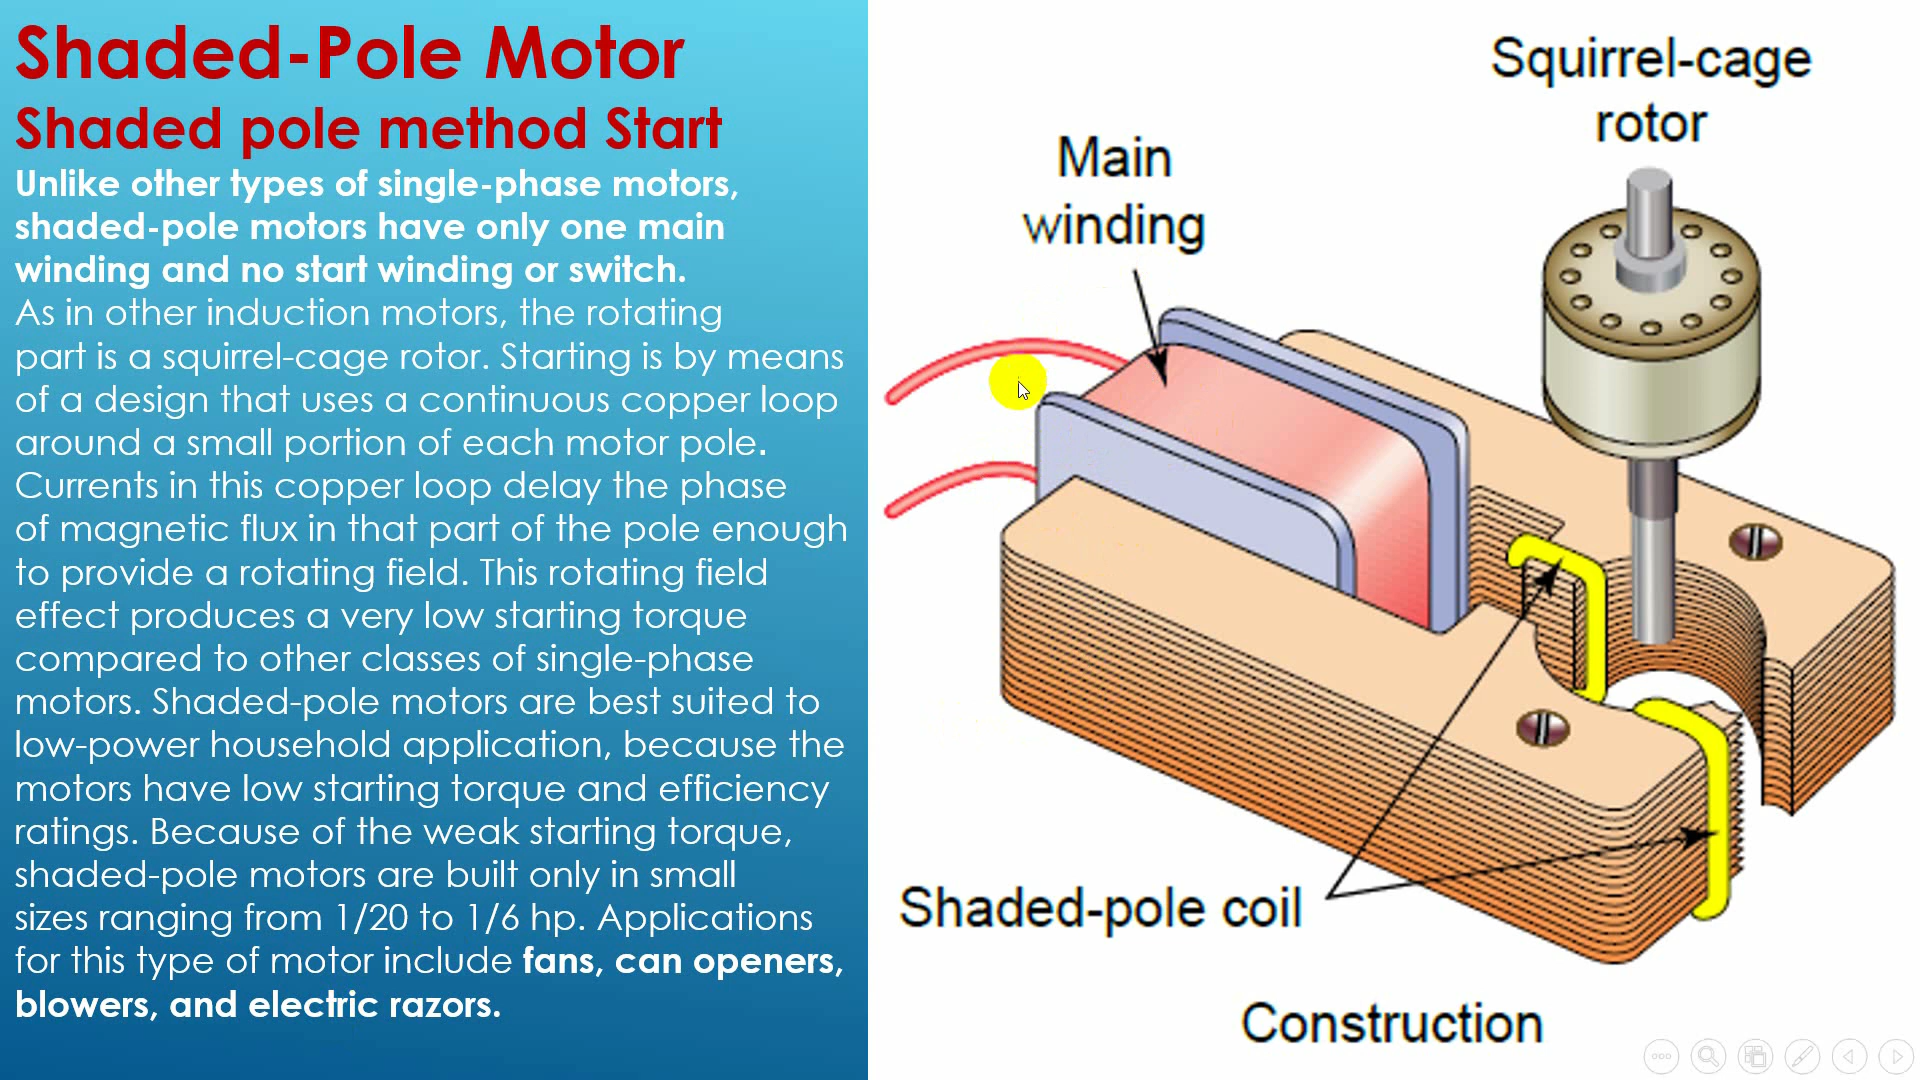 Shaded-Pole Motor
Shaded pole method Start
Unlike other types of single-phase motors,
shaded-pole motors have only one main
winding and no start winding or switch.
As in other induction motors, the rotating
part is a squirrel-cage rotor. Starting is by means
of a design that uses a continuous copper loop
around a small portion of each motor pole.
Currents in this copper loop delay the phase
of magnetic flux in that part of the pole enough
to provide a rotating field. This rotating field
effect produces a very low starting torque
compared to other classes of single-phase
motors. Shaded-pole motors are best suited to
low-power household application, because the
motors have low starting torque and efficiency
ratings. Because of the weak starting torque,
shaded-pole motors are built only in small
sizes ranging from 1/20 to 1/6 hp. Applications
for this type of motor include fans, can openers,
blowers, and electric razors.
Squirrel-cage
rotor
Main
winding
Shaded-pole coil
Construction